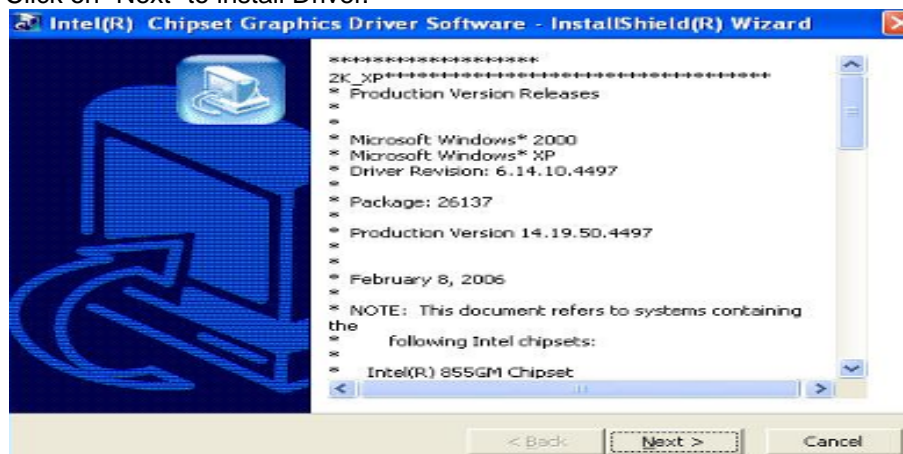 Click on "Next" to install Driver.
Intel(R) Chipset Graphics Driver Software - InstallShield(R) Wizard
*******************
2K_XP***********************************
* Production Version Releases
*
*
* Microsoft Windows* 2000
* Microsoft Windows* XP
* Driver Revision: 6.14.10.4497
*
* Package: 26137
*
* Production Version 14.19.50.4497
*
*
* February 8, 2006
*
* NOTE: This document refers to systems containing
the
* following Intel chipsets:
*
* Intel(R) 855GM Chipset
< Back
Next >
Cancel